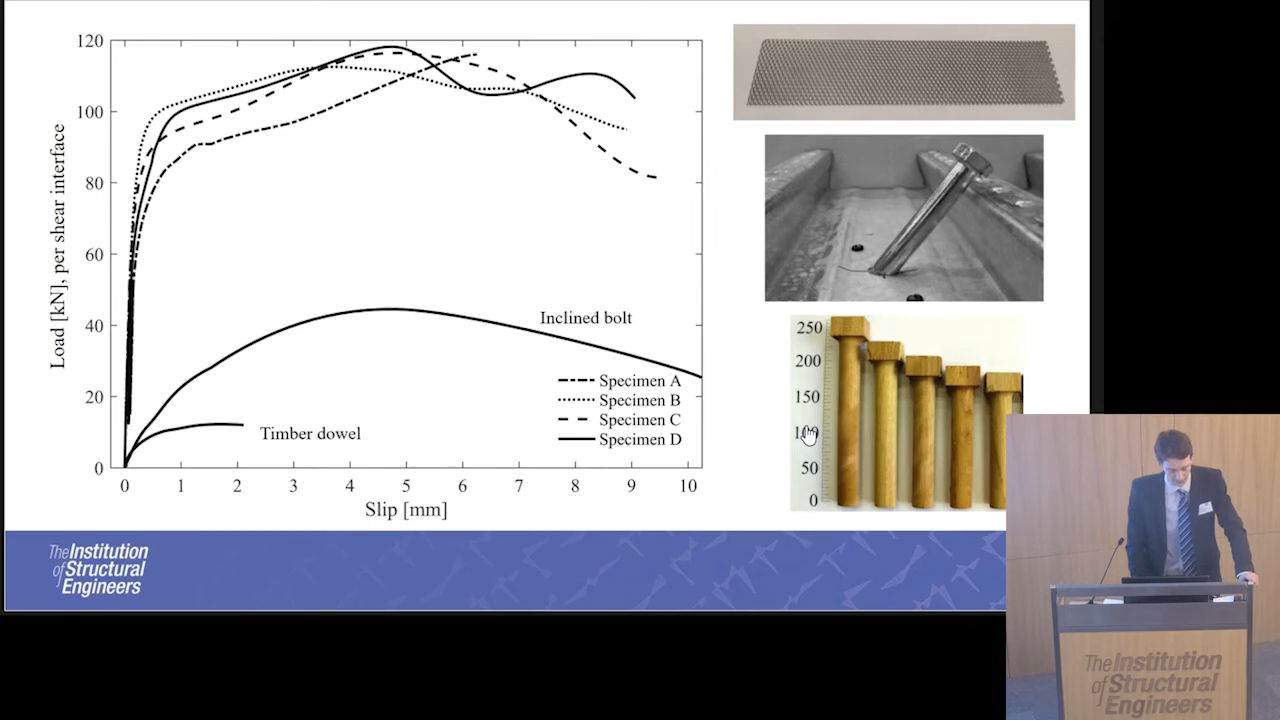 120
100
80
60
40
20
0
Load [kN], per shear interface
0 1 2 3 4 5 6 7 8 9 10
Slip [mm]
Inclined bolt
Timber dowel
Specimen A
Specimen B
Specimen C
Specimen D
250
200
150
100
50
0
The Institution
of Structural
Engineers
The Institution
of Structural
Engineers